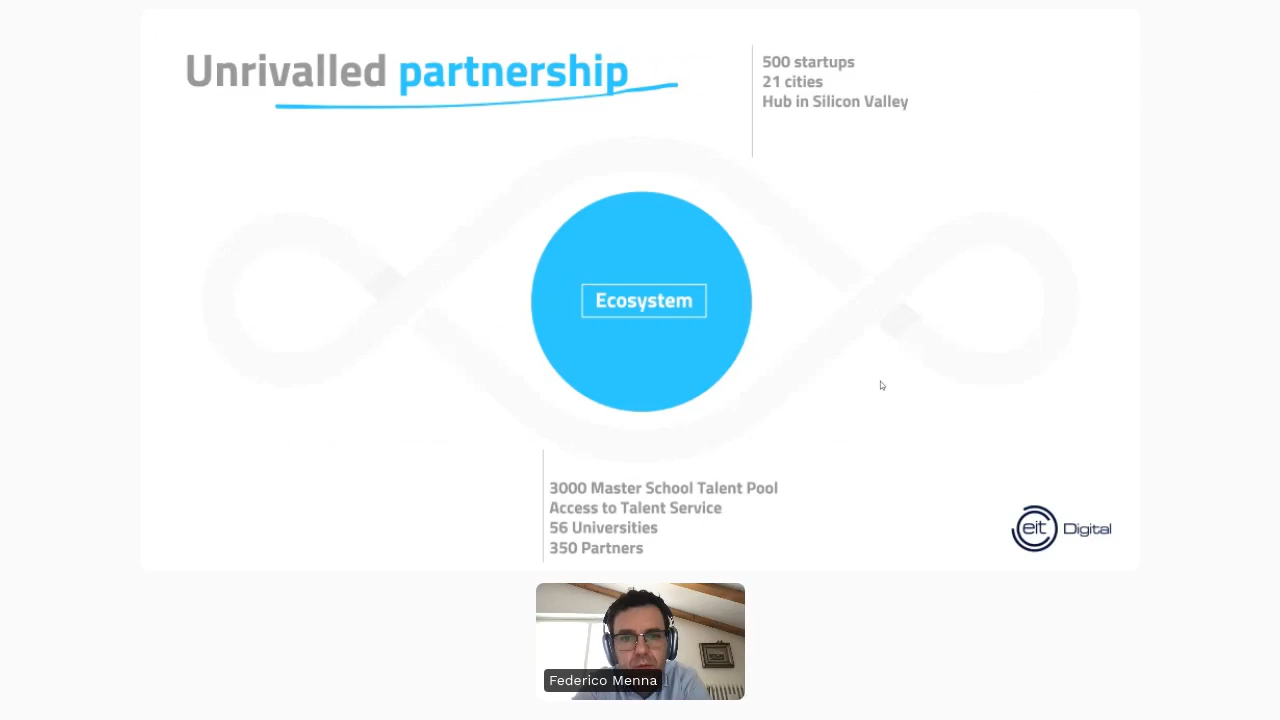 Unrivalled partnership
500 startups
21 cities
Hub in Silicon Valley
Ecosystem
3000 Master School Talent Pool
Access to Talent Service
56 Universities
350 Partners
eit Digital
Federico Menna